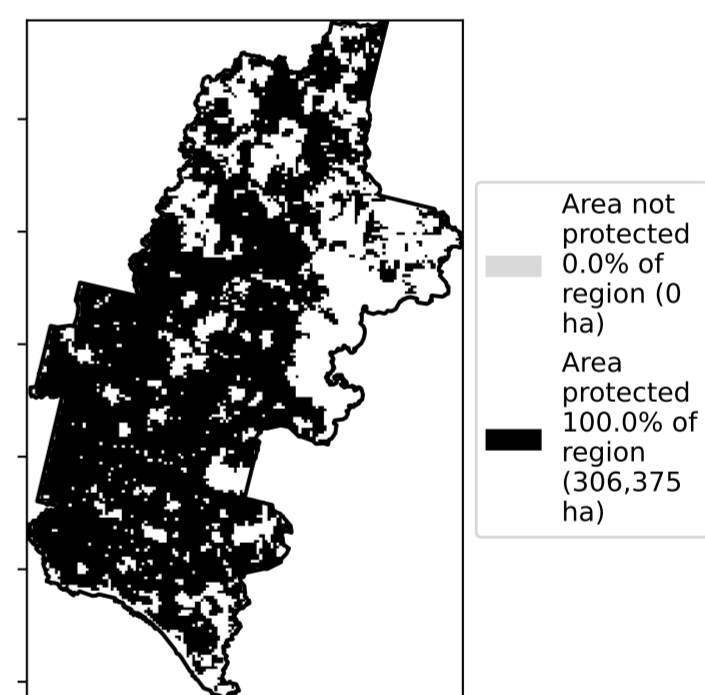 Area not
protected
0.0% of
region (0
ha)
Area
protected
100.0% of
region
(306,375
ha)